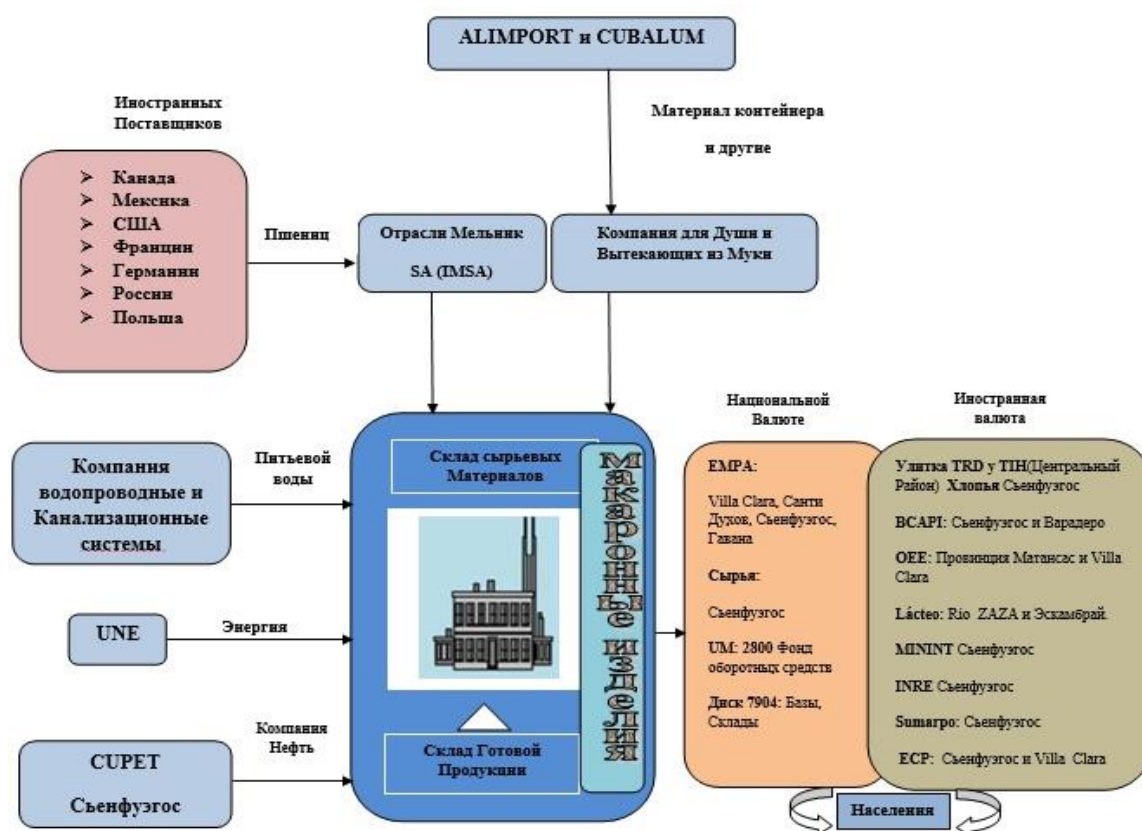 ALIMPORT и CUBALUM
Иностранных
Поставщиков
Материал контейнера
и другие
Канада
Мексика
США
Франции
Германии
России
Польша
Пшениц
Отрасли Мельник
SA (IMSA)
Компания для Души и
Вытекающих из Муки
Национальной
Валюте
Иностранная
валюта
Компания
водопроводные и
Канализационные
системы
Питьевой
воды
Склад сырьевых
Материалов
Макаронные изделия
UNE
Энергия
CUPET
Сьенфуэгос
Компания
Нефть
Склад Готовой
Продукции
EMPA:
Villa Clara, Санти
Духов, Сьенфуэгос,
Гавана
Сырья:
Сьенфуэгос
UM: 2800 Фонд
оборотных средств
Диск 7904: Базы,
Склады
Улитка TRD y TIH(Центральный
Район) Хлопья Сьенфуэгос
BCAPI: Сьенфуэгос и Варадеро
OEE: Провинция Матансас и Villa
Clara
Lácteo: Rio ZAZA и Эскамбрай.
MININT Сьенфуэгос
INRE Сьенфуэгос
Sumarpo: Сьенфуэгос
ECP: Сьенфуэгос и Villa Clara
Населения